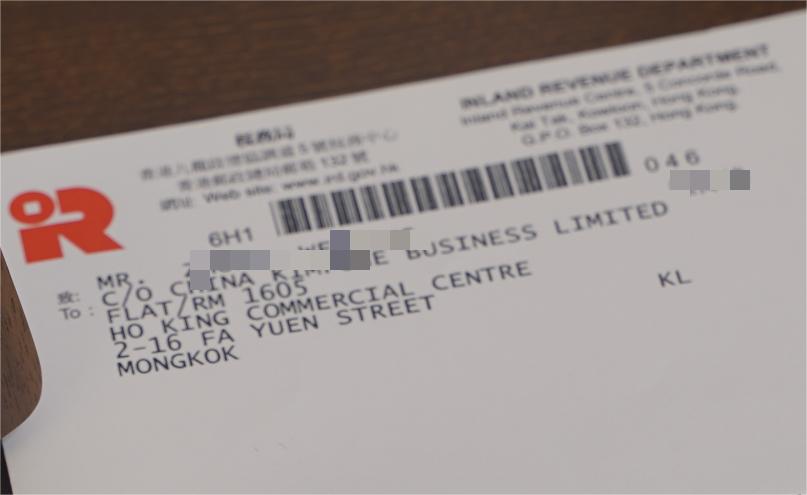 INLAND REVENUE DEPARTMENT
Inland Revenue Centre, 5 Concorde Road,
Kai Tak, Kowloon, Hong Kong.
G.P.O. Box 132, Hong Kong.
稅務局
香港九龍啟德協調道5號稅務中心
香港郵政總局郵箱132號
網址 Web site: www.ird.gov.hk
046
6H1
致:
To :
MR.
C/O CHINA BUSINESS LIMITED
FLAT/RM 1605
HO KING COMMERCIAL CENTRE
2-16 FA YUEN STREET
MONGKOK
KL